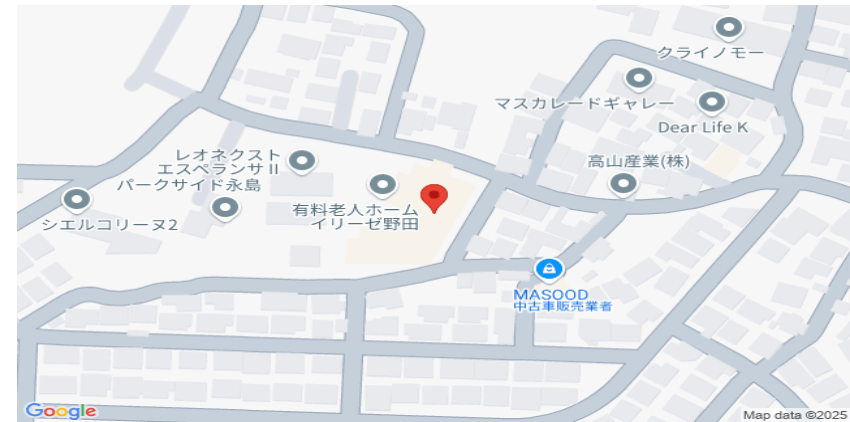 クライノモー
マスカレードギャレー
Dear Life K
レオネクスト
エスペランサⅡ
高山産業(株)
パークサイド永島
有料老人ホーム
イリーゼ野田
シエルコリーヌ2
MASOOD
中古車販売業者
Google
Map data ©2025